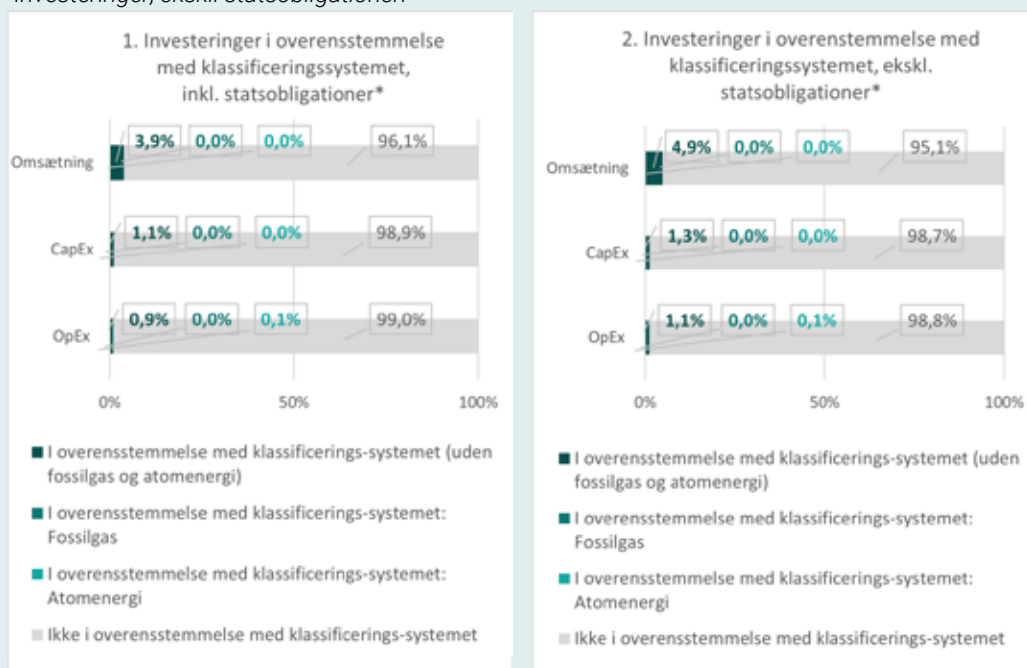 investeringer, ekskl. statsobligationer.
1. Investeringer i overensstemmelse
med klassificeringssystemet,
inkl. statsobligationer*
Omsætning
3,9% 0,0% 0,0% 96,1%
CapEx
1,1% 0,0% 0,0% 98,9%
OpEx
0,9% 0,0% 0,1% 99,0%
0% 50% 100%
I overensstemmelse med klassificerings-systemet (uden
fossilgas og atomenergi)
I overensstemmelse med klassificerings-systemet:
Fossilgas
I overensstemmelse med klassificerings-systemet:
Atomenergi
Ikke i overensstemmelse med klassificerings-systemet
2. Investeringer i overenstemmelse med
klassificeringssystemet, ekskl.
statsobligationer*
Omsætning
4,9% 0,0% 0,0% 95,1%
CapEx
1,3% 0,0% 0,0% 98,7%
OpEx
1,1% 0,0% 0,1% 98,8%
0% 50% 100%
I overensstemmelse med klassificerings-systemet (uden
fossilgas og atomenergi)
I overensstemmelse med klassificerings-systemet:
Fossilgas
I overensstemmelse med klassificerings-systemet:
Atomenergi
Ikke i overensstemmelse med klassificerings-systemet